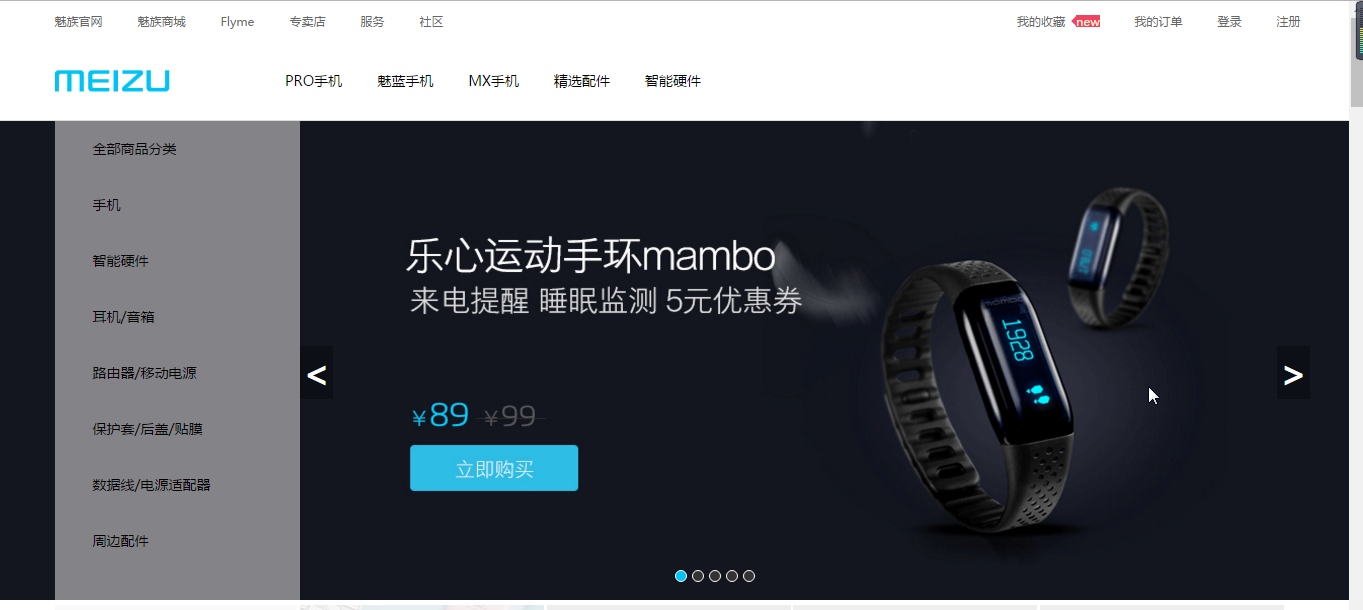 魅族官网 魅族商城 Flyme 专卖店 服务 社区 我的收藏 new 我的订单 登录 注册
MEIZU PRO手机 魅蓝手机 MX手机 精选配件 智能硬件
全部商品分类
手机
智能硬件
耳机/音箱
路由器/移动电源
保护套/后盖/贴膜
数据线/电源适配器
周边配件
乐心运动手环mambo
来电提醒 睡眠监测 5元优惠券
< >
¥89 ¥99
立即购买
1928